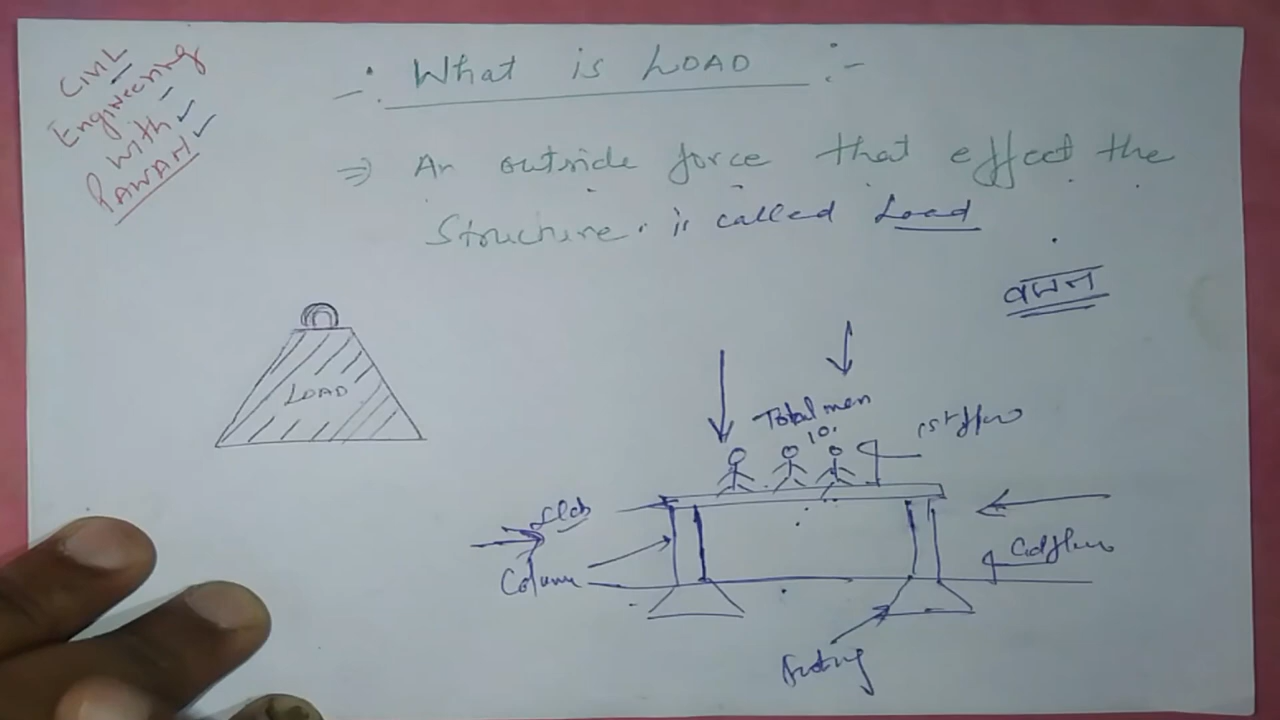 Civil
Engineering
with
PAWAN
What is LOAD
⇒ An outside force that effect the
Structure. is called Load
वजन
LOAD
Total men
10.
1st floor
Slab
Column
Gd floor
Footing